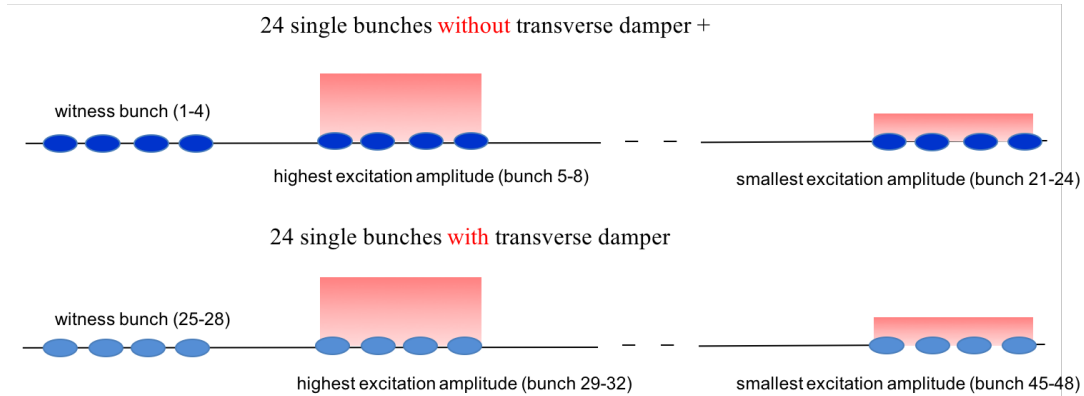 24 single bunches without transverse damper +
witness bunch (1-4)
highest excitation amplitude (bunch 5-8)
smallest excitation amplitude (bunch 21-24)
24 single bunches with transverse damper
witness bunch (25-28)
highest excitation amplitude (bunch 29-32)
smallest excitation amplitude (bunch 45-48)